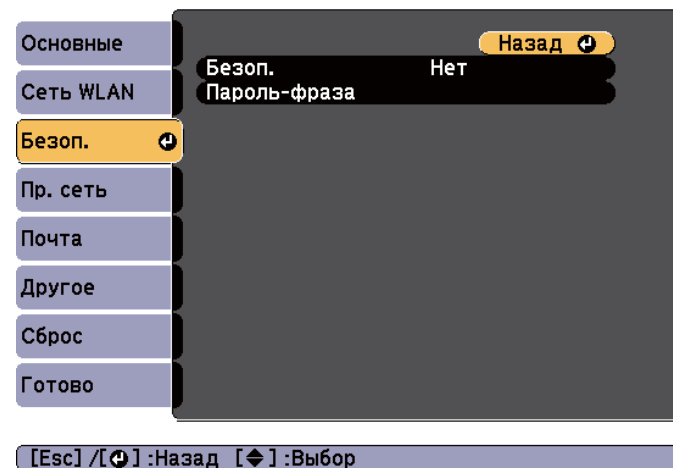 Основные
Сеть WLAN
Безоп.
Пр. сеть
Почта
Другое
Сброс
Готово
Назад
Безоп. Нет
Пароль-фраза
[Esc] /[⏎] :Назад [◆] :Выбор